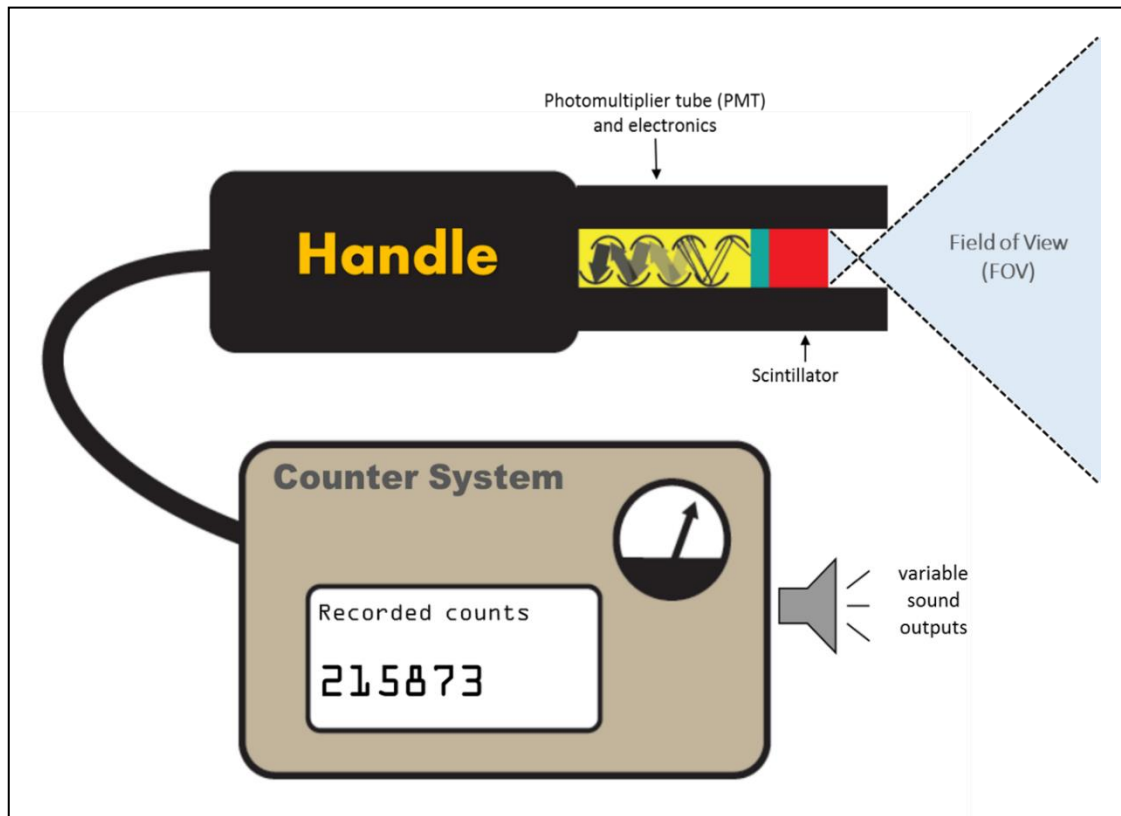 Photomultiplier tube (PMT)
and electronics
Handle
Field of View
(FOV)
Scintillator
Counter System
Recorded counts
215873
variable
sound
outputs